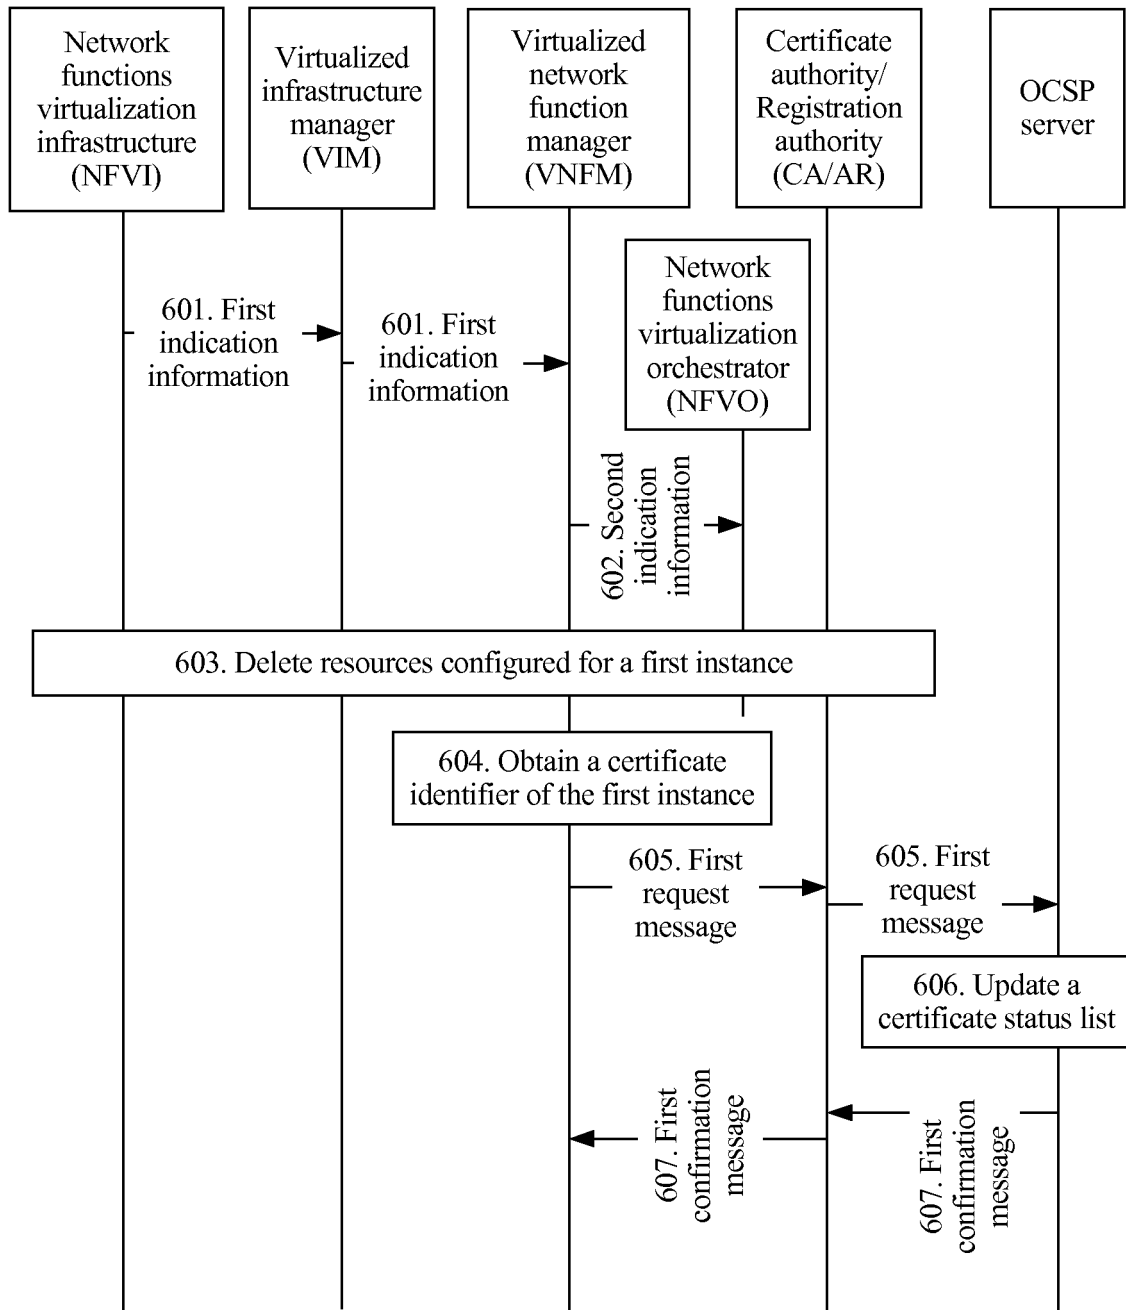 Network
functions
virtualization
infrastructure
(NFVI)
Virtualized
infrastructure
manager
(VIM)
Virtualized
network
function
manager
(VNFM)
Certificate
authority/
Registration
authority
(CA/AR)
OCSP
server
Network
functions
virtualization
orchestrator
(NFVO)
601. First
indication
information
601. First
indication
information
602. Second
indication
information
603. Delete resources configured for a first instance
604. Obtain a certificate
identifier of the first instance
605. First
request
message
605. First
request
message
606. Update a
certificate status list
607. First
confirmation
message
607. First
confirmation
message